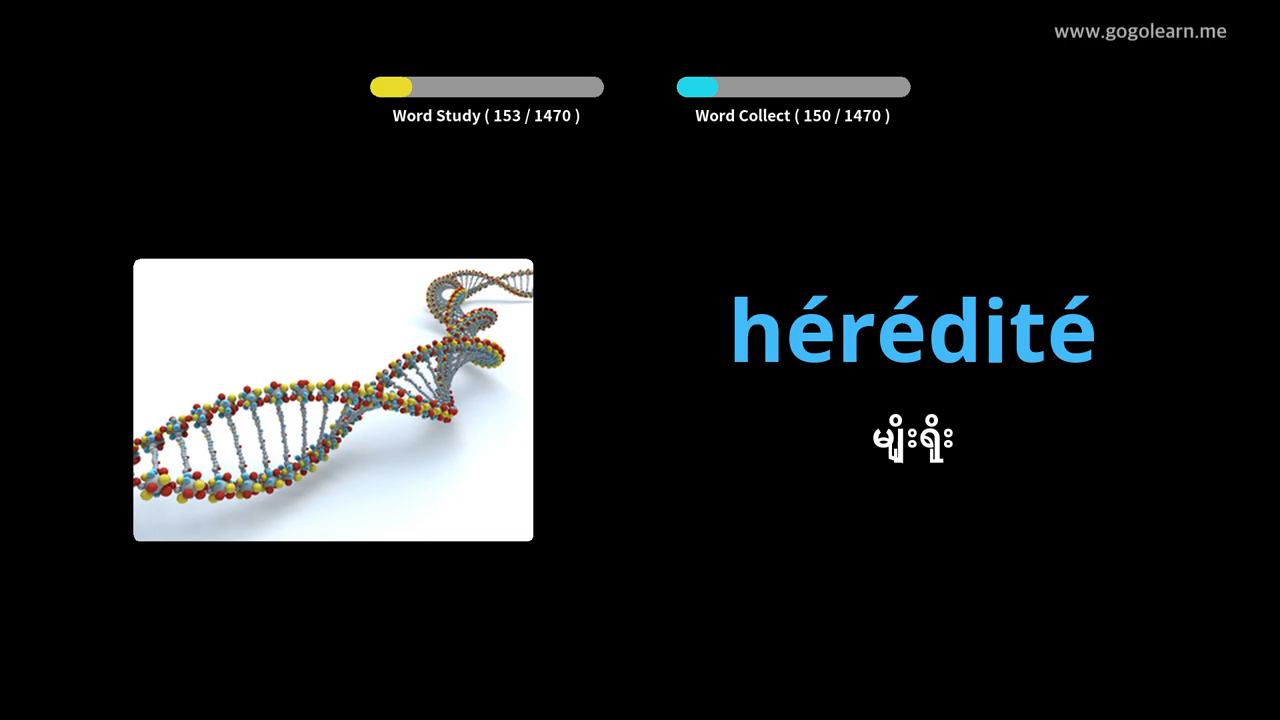 www.gogolearn.me
Word Study ( 153 / 1470 )
Word Collect ( 150 / 1470 )
hérédité
မျိုးရိုး